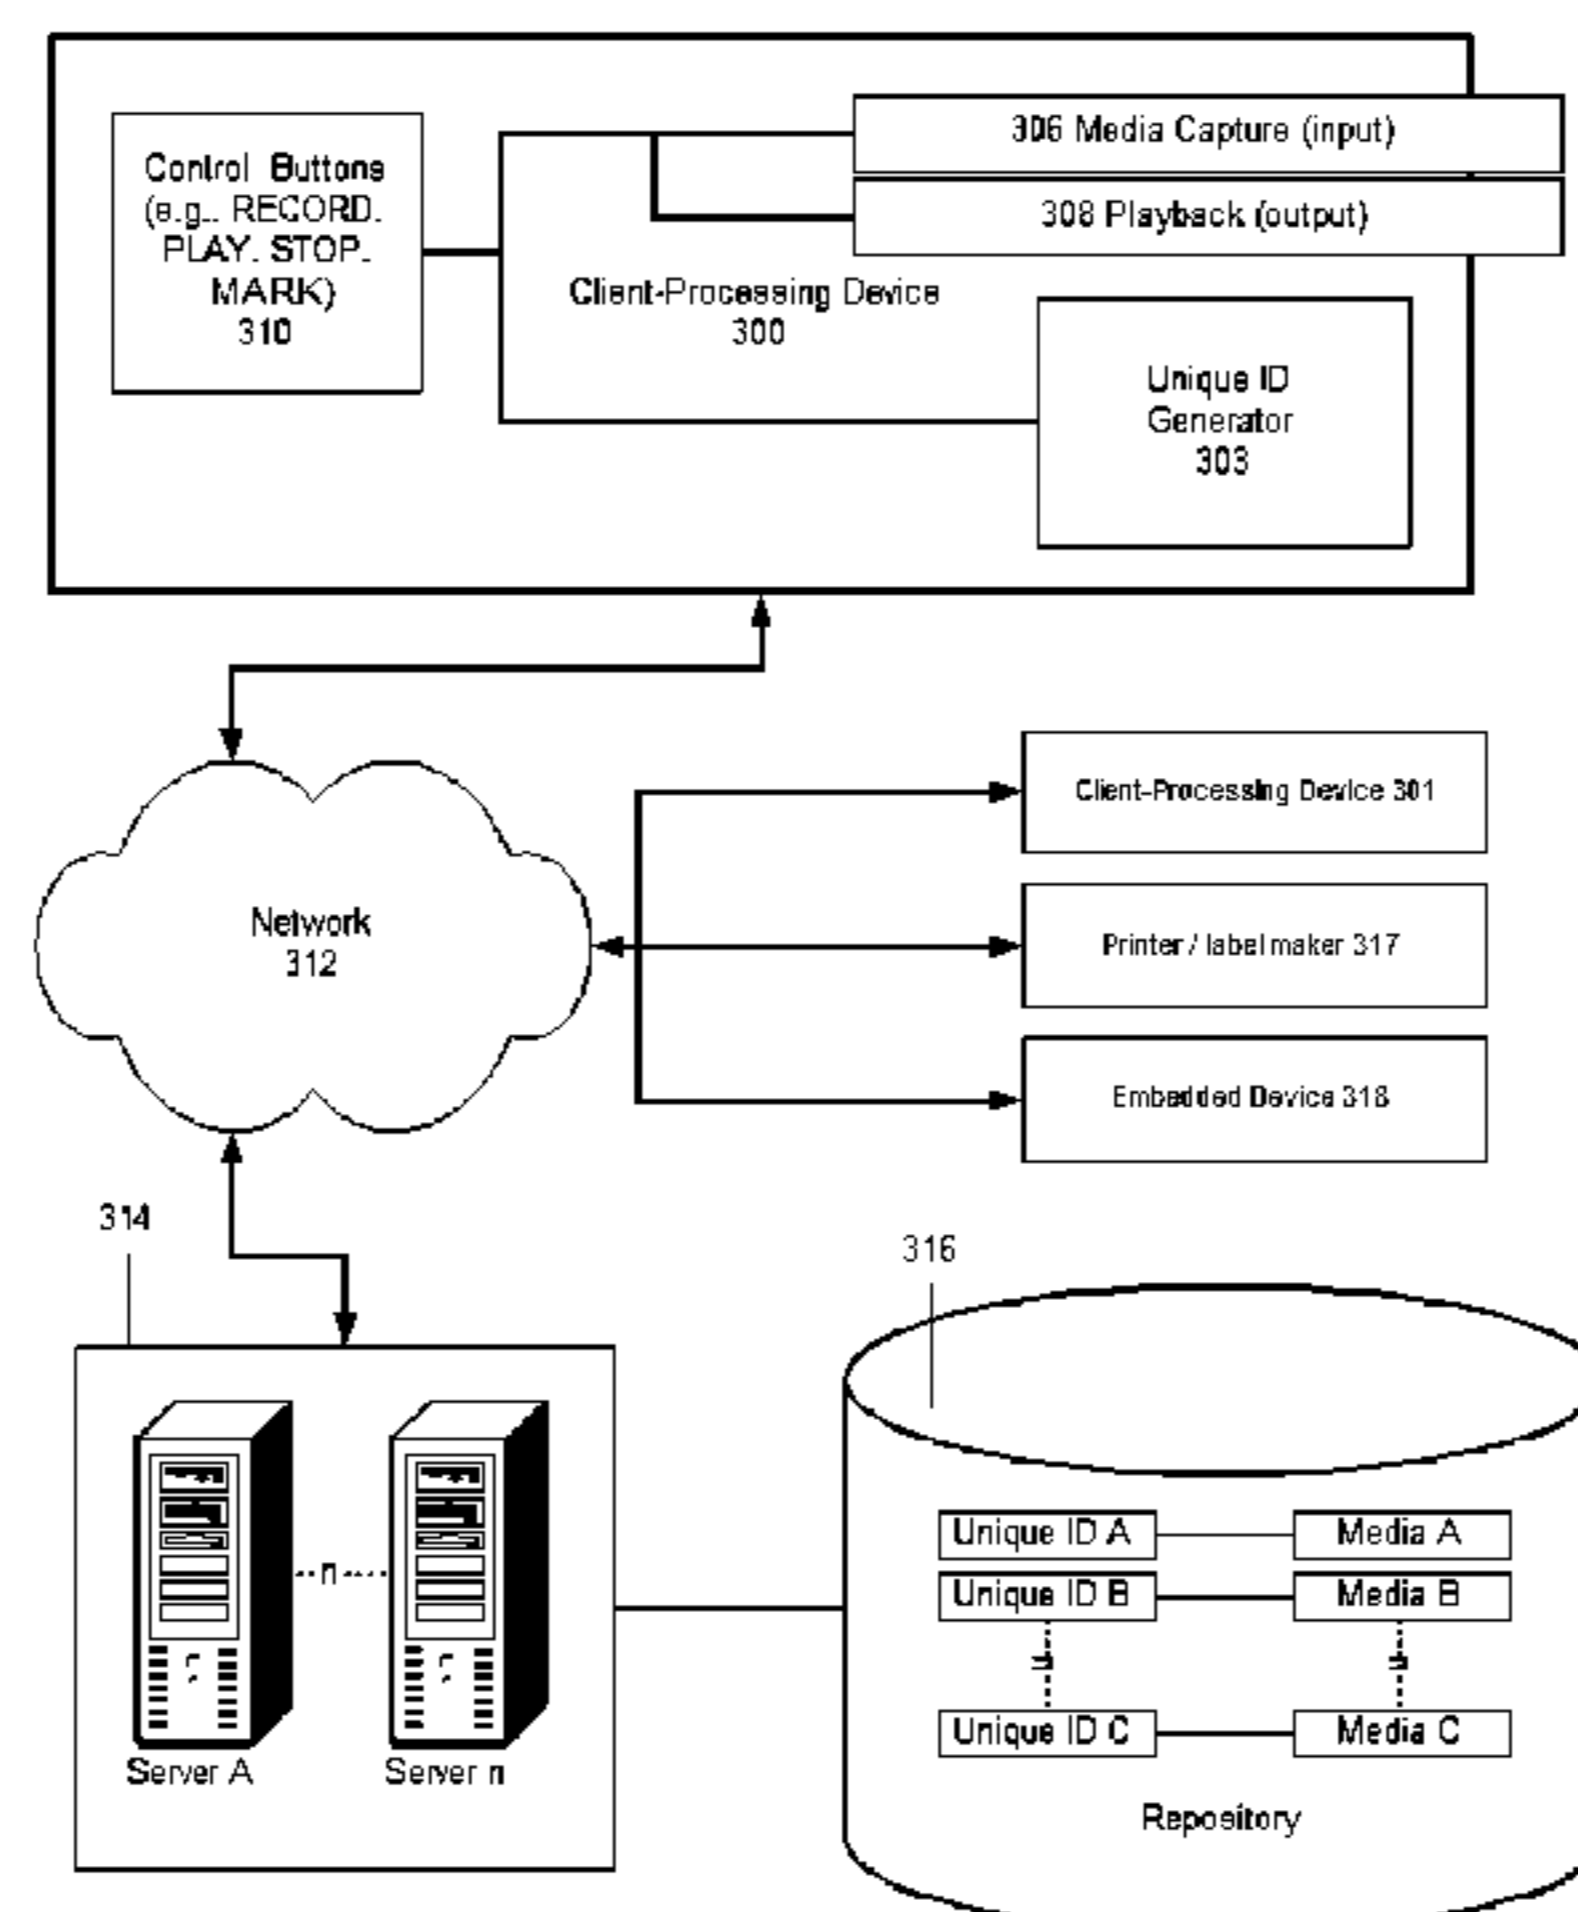 306 Media Capture (input)
Control Buttons
(e.g., RECORD,
PLAY, STOP,
MARK)
310
308 Playback (output)
Client-Processing Device
300
Unique ID
Generator
303
Client-Processing Device 301
Network
312
Printer / label maker 317
Embedded Device 318
314
316
Unique ID A
Media A
n
Unique ID B
Media B
n
n
Unique ID C
Media C
Server A
Server n
Repository